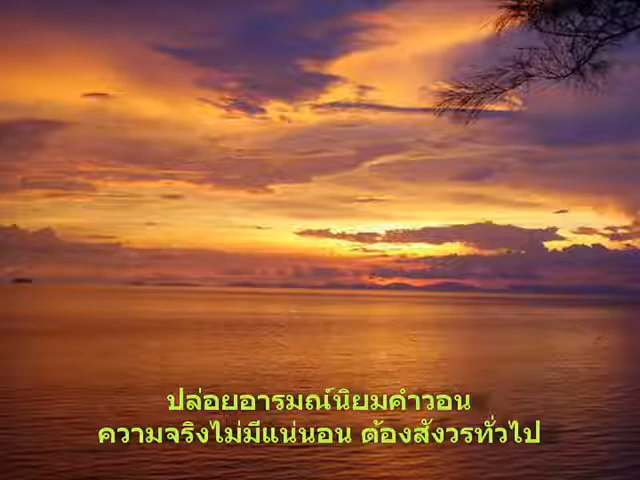 ปล่อยอารมณ์นิยมคำวอน
ความจริงไม่มีแน่นอน ต้องสังวรทั่วไป